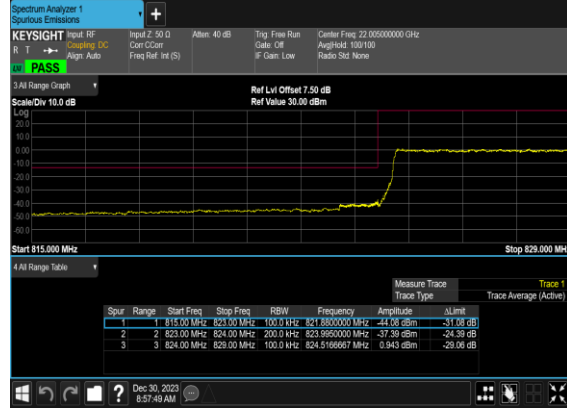 Spectrum Analyzer 1
Spurious Emissions
+
KEYSIGHT Input: RF Input Z: 50 Ω Atten: 40 dB Trig: Free Run Center Freq: 22.005000000 GHz
R T Coupling: DC Corr CCorr Gate: Off Avg|Hold: 100/100
Align: Auto Freq Ref: Int (S) IF Gain: Low Radio Std: None
PASS
3 All Range Graph
Ref Lvl Offset 7.50 dB
Scale/Div 10.0 dB Ref Value 30.00 dBm
Log
20.0
10.0
0.00
-10.0
-20.0
-30.0
-40.0
-50.0
-60.0
Start 815.000 MHz Stop 829.000 MH
4 All Range Table
Measure Trace Trace 1
Trace Type Trace Average (Active)
Spur Range Start Freq Stop Freq RBW Frequency Amplitude ΔLimit
1 1 815.00 MHz 823.00 MHz 100.0 kHz 821.8800000 MHz -44.08 dBm -31.08 dB
2 2 823.00 MHz 824.00 MHz 200.0 kHz 823.9950000 MHz -37.39 dBm -24.39 dB
3 3 824.00 MHz 829.00 MHz 100.0 kHz 824.5166667 MHz 0.943 dBm -29.06 dB
? Dec 30, 2023
8:57:49 AM